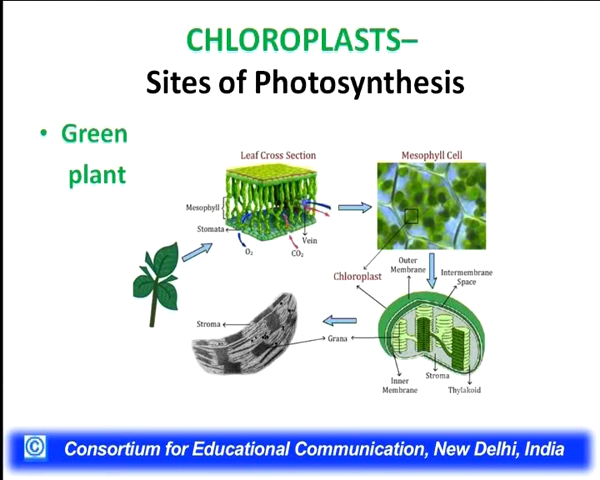 CHLOROPLASTS–
Sites of Photosynthesis
• Green
plant
Leaf Cross Section
Mesophyll
Stomata
O₂
CO₂
Vein
Mesophyll Cell
Chloroplast
Outer
Membrane
Intermembrane
Space
Stroma
Grana
Inner
Membrane
Stroma
Thylakoid
© Consortium for Educational Communication, New Delhi, India